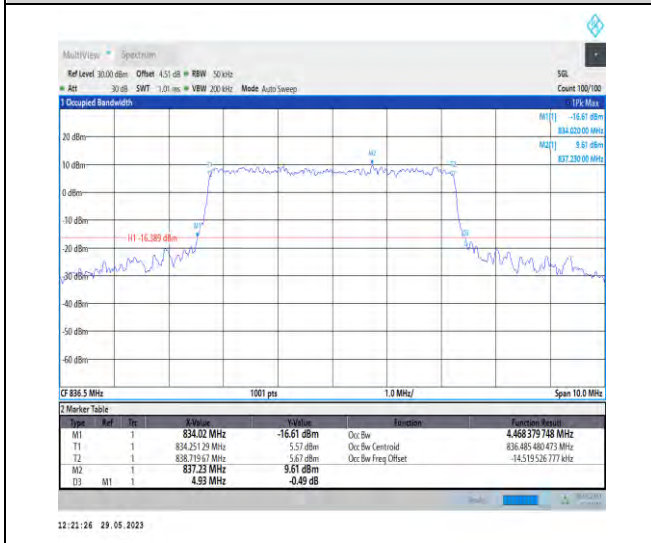 MultiView Spectrum
Ref Level 30.00 dBm Offset 4.51 dB RBW 50 kHz SGL
Att 30 dB SWT 1.01 ms VBW 200 kHz Mode Auto Sweep Count 100/100
1 Occupied Bandwidth 1Pk Max
M1[1] -16.61 dBm
834.020 00 MHz
M2[1] 9.61 dBm
837.230 00 MHz
20 dBm
M2
10 dBm
T1 T2
0 dBm
-10 dBm
M1
D3
H1 -16.389 dBm
-20 dBm
-30 dBm
-40 dBm
-50 dBm
-60 dBm
CF 836.5 MHz 1001 pts 1.0 MHz/ Span 10.0 MHz
2 Marker Table
Type Ref Trc X-Value Y-Value Function Function Result
M1 1 834.02 MHz -16.61 dBm Occ Bw 4.468 379 748 MHz
T1 1 834.251 29 MHz 5.57 dBm Occ Bw Centroid 836.485 480 473 MHz
T2 1 838.719 67 MHz 5.67 dBm Occ Bw Freq Offset -14.519 526 777 kHz
M2 1 837.23 MHz 9.61 dBm
D3 M1 1 4.93 MHz -0.49 dB
12:21:26 29.05.2023